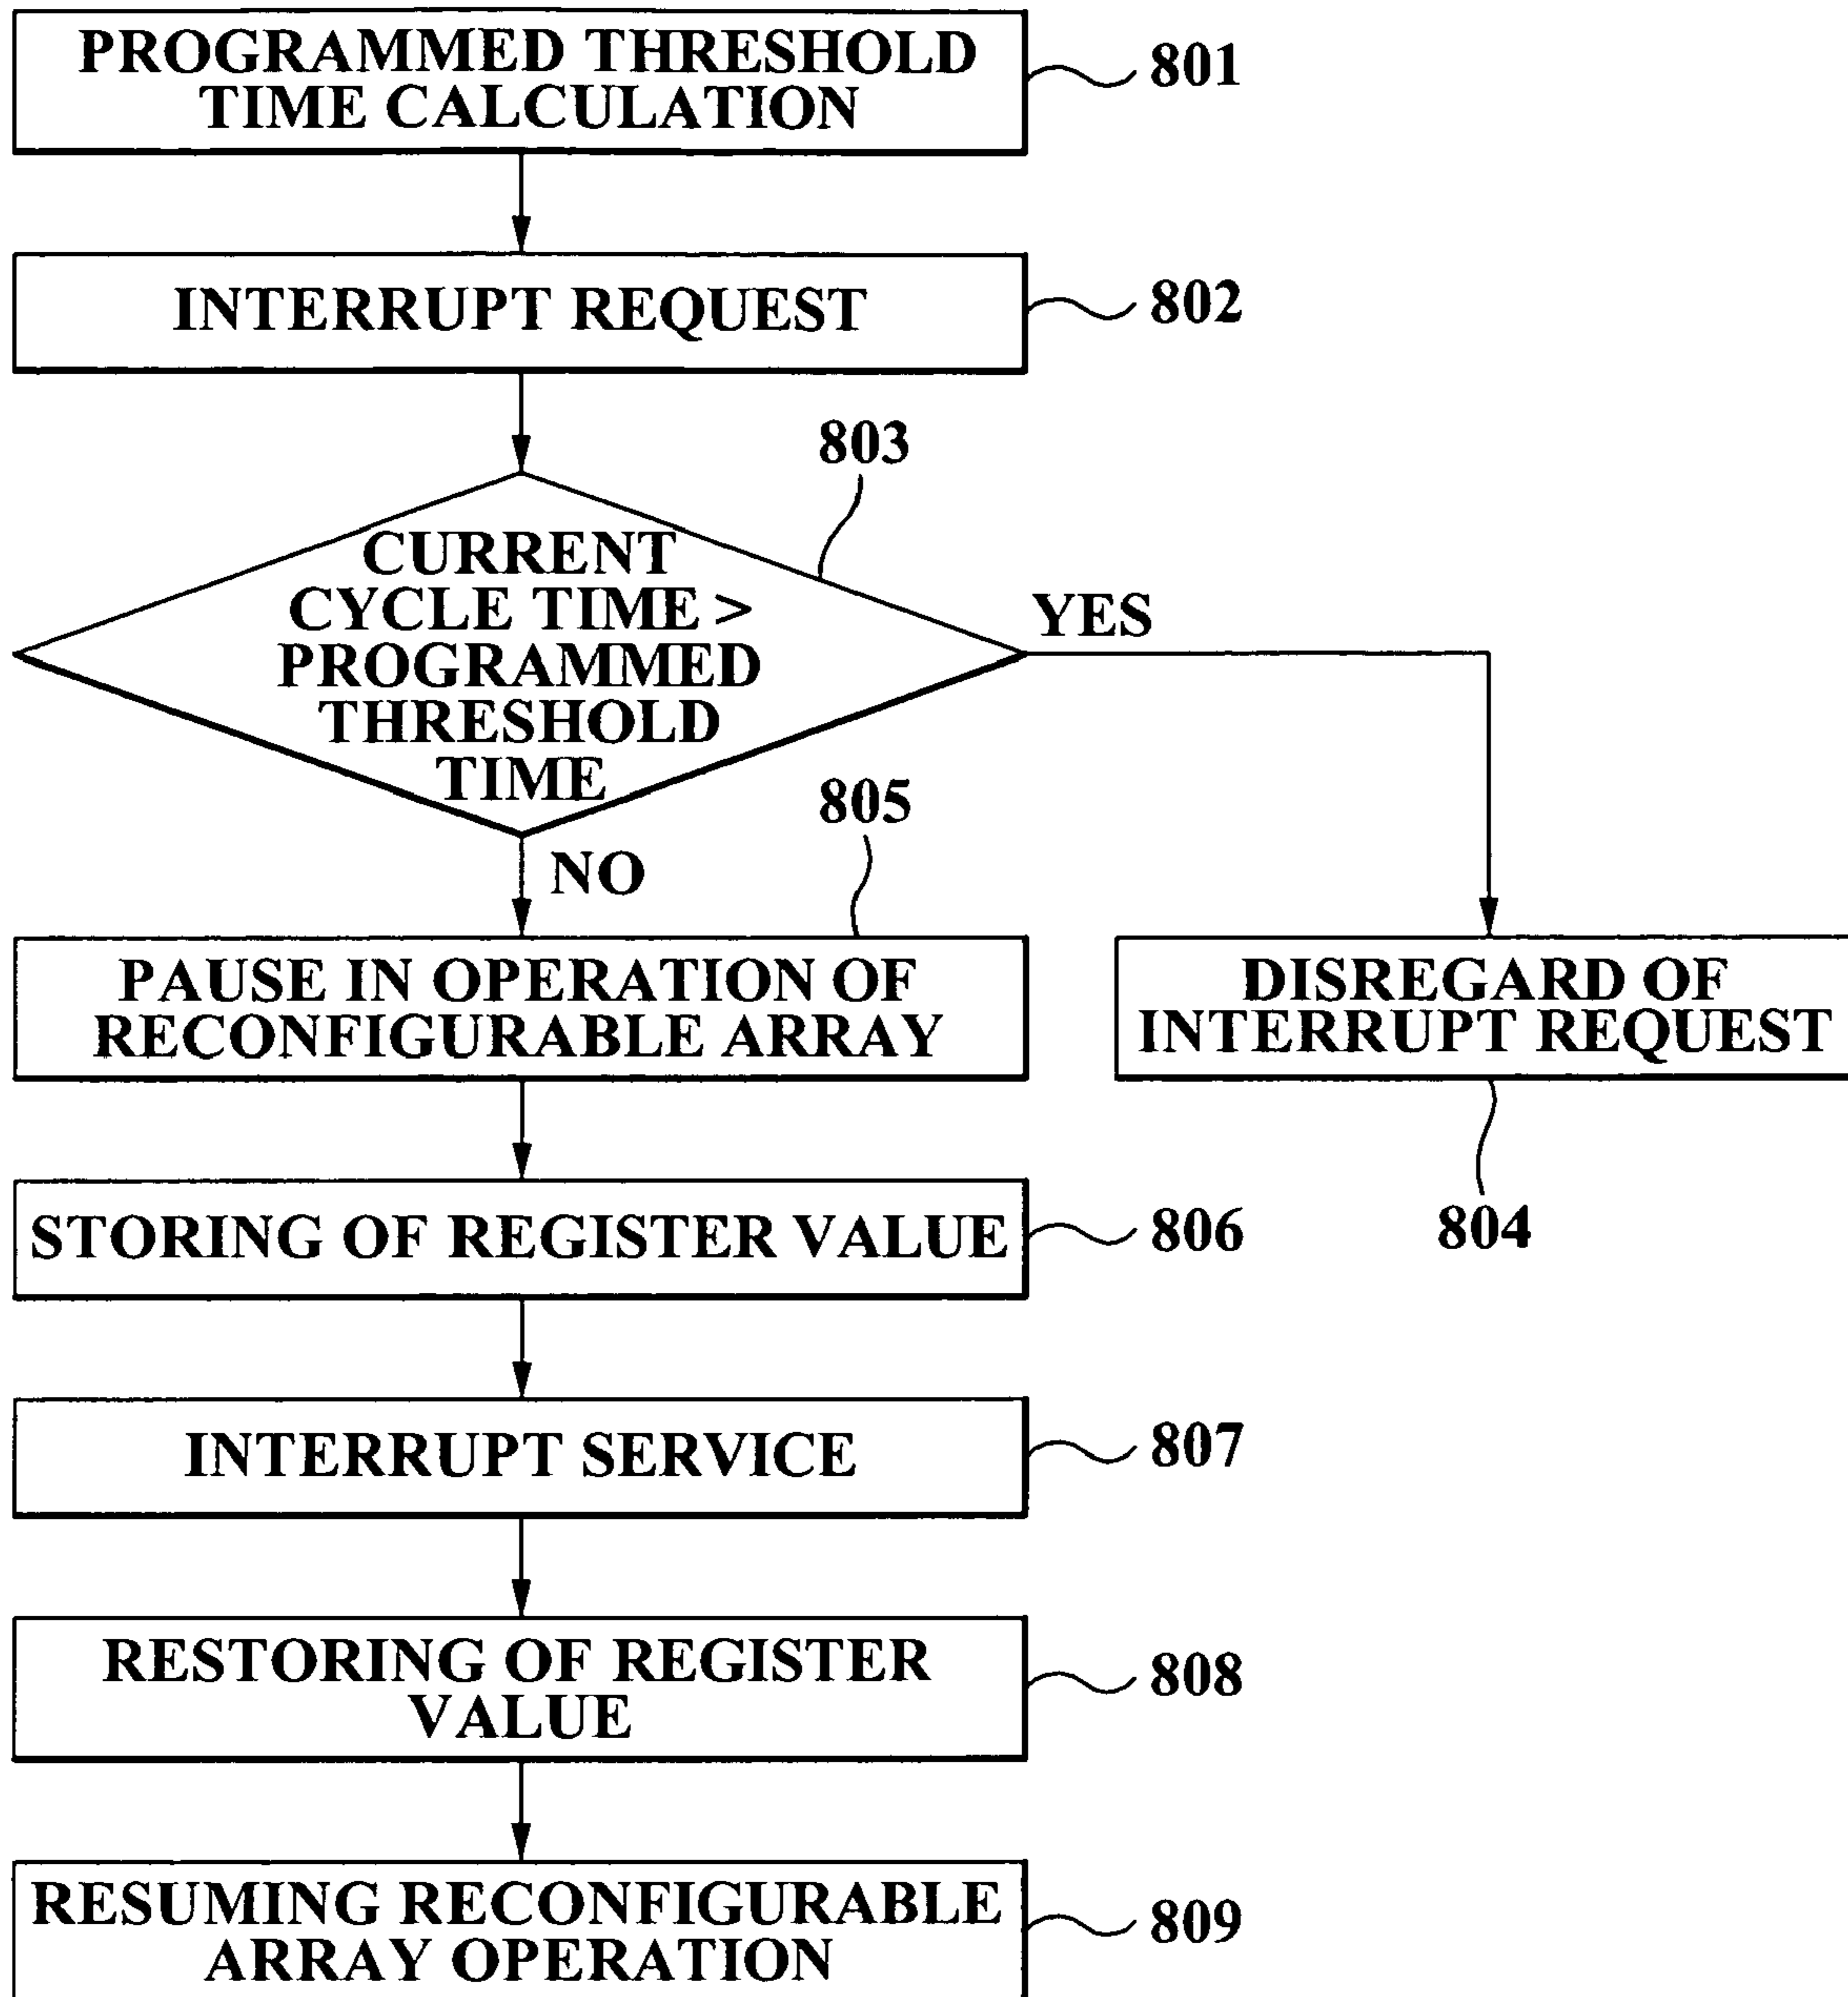 PROGRAMMED THRESHOLD
TIME CALCULATION
801
INTERRUPT REQUEST
802
803
CURRENT
CYCLE TIME >
PROGRAMMED
THRESHOLD
TIME
YES
NO
805
PAUSE IN OPERATION OF
RECONFIGURABLE ARRAY
DISREGARD OF
INTERRUPT REQUEST
804
STORING OF REGISTER VALUE
806
INTERRUPT SERVICE
807
RESTORING OF REGISTER
VALUE
808
RESUMING RECONFIGURABLE
ARRAY OPERATION
809